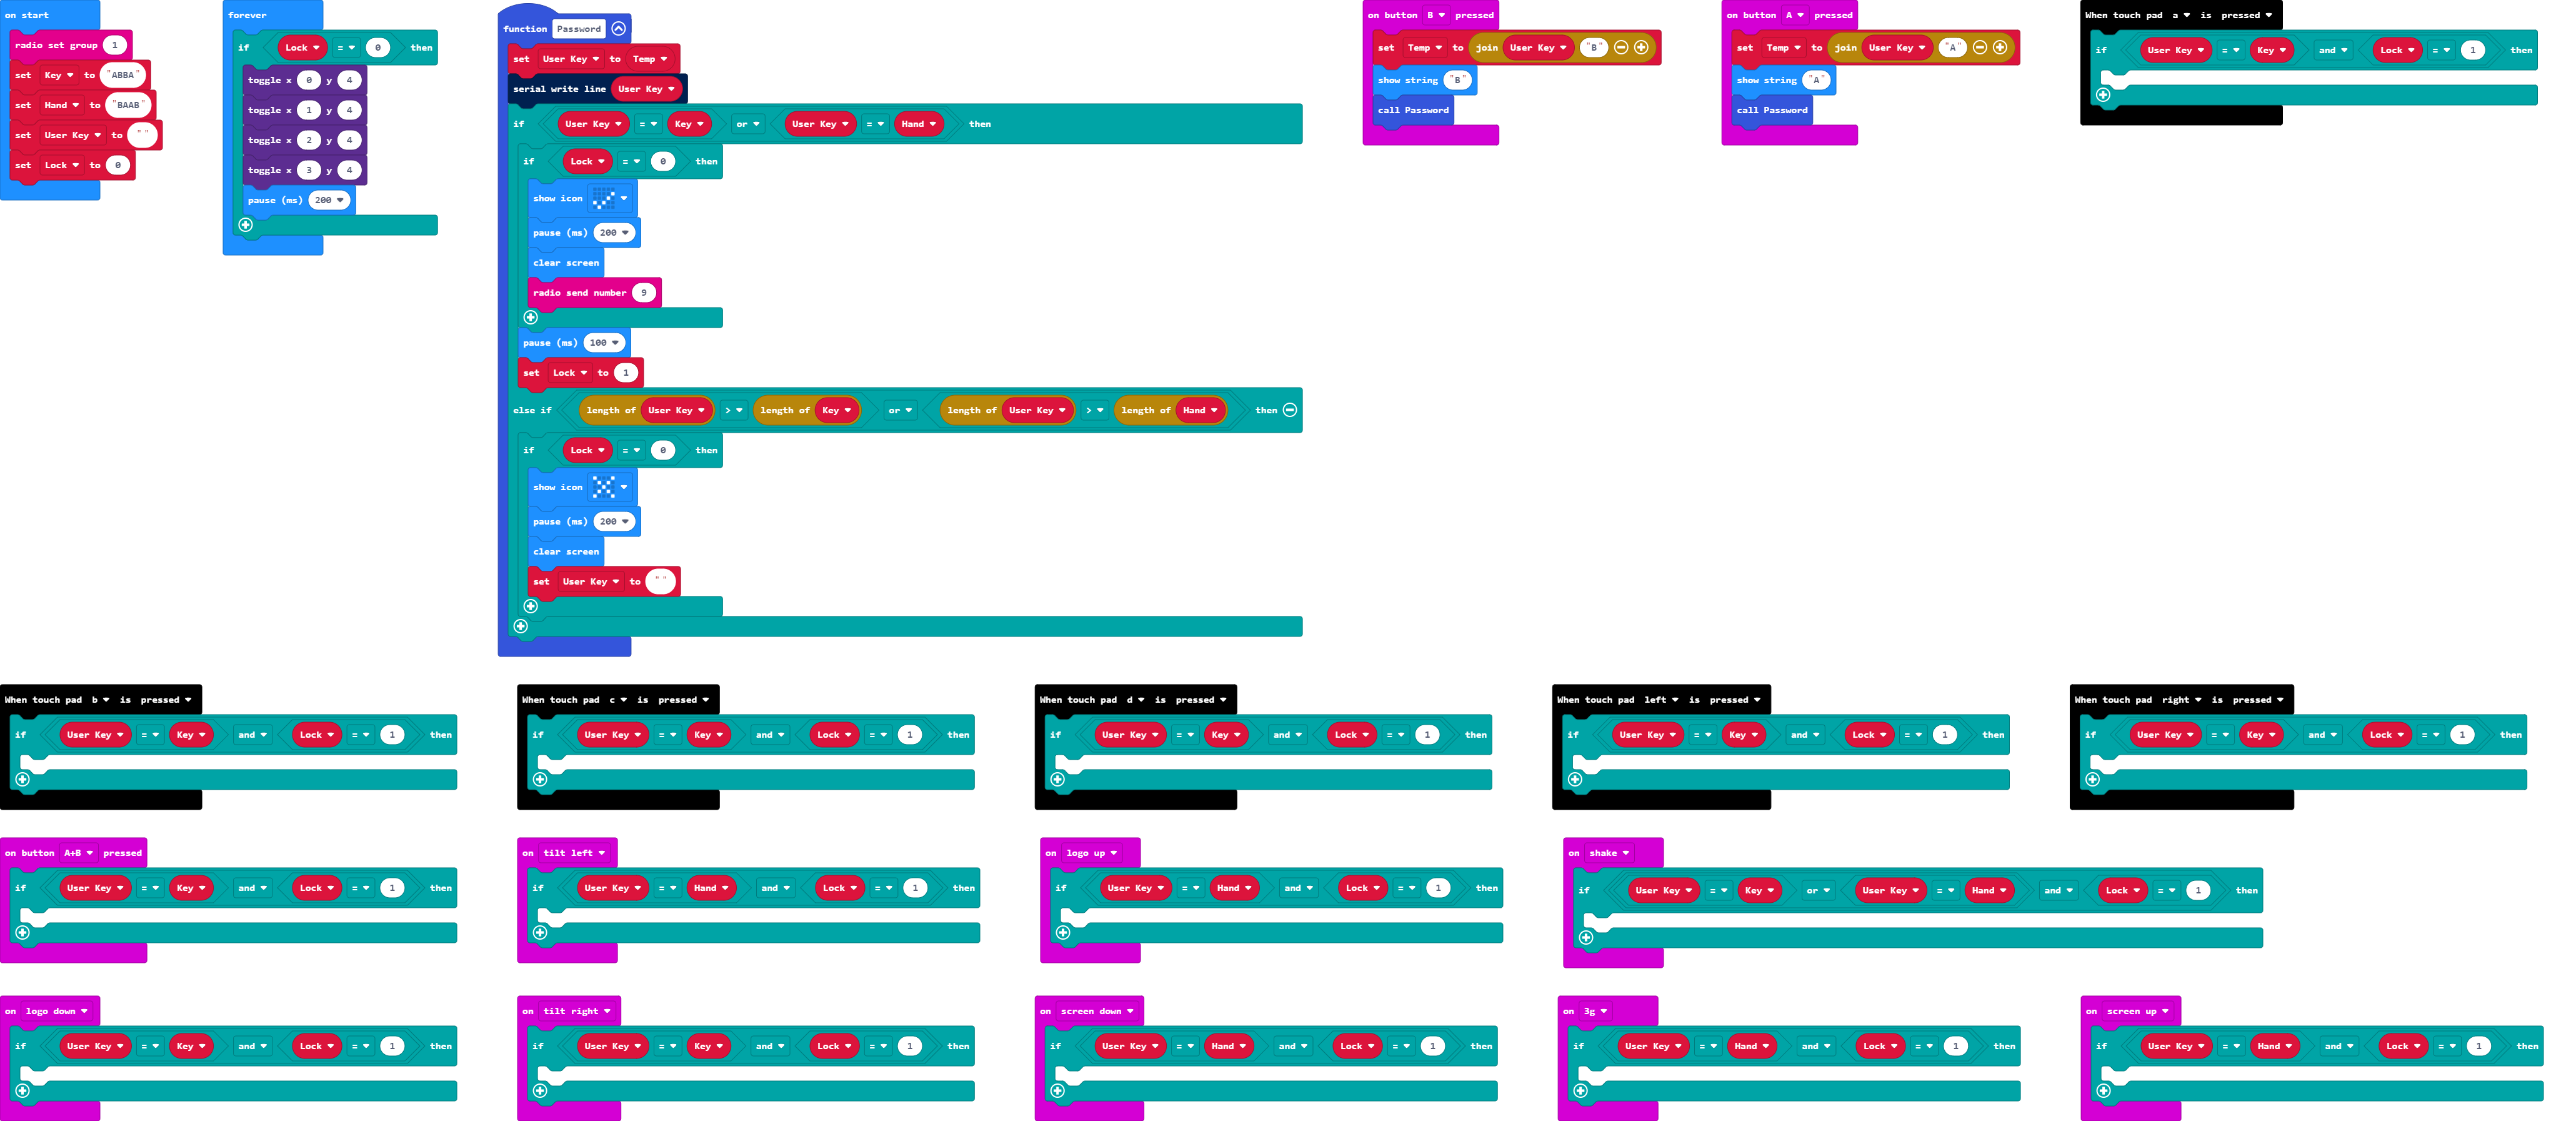 on start
radio set group 1
set Key to "ABBA"
set Hand to "BAAB"
set User Key to " "
set Lock to 0
forever
if Lock = 0 then
toggle x 0 y 4
toggle x 1 y 4
toggle x 2 y 4
toggle x 3 y 4
pause (ms) 200
function Password
set User Key to Temp
serial write line User Key
if User Key = Key or User Key = Hand then
if Lock = 0 then
show icon
pause (ms) 200
clear screen
radio send number 9
pause (ms) 100
set Lock to 1
else if length of User Key > length of Key or length of User Key > length of Hand then
if Lock = 0 then
show icon
pause (ms) 200
clear screen
set User Key to " "
on button B pressed
set Temp to join User Key "B"
show string "B"
call Password
on button A pressed
set Temp to join User Key "A"
show string "A"
call Password
When touch pad a is pressed
if User Key = Key and Lock = 1 then
When touch pad b is pressed
if User Key = Key and Lock = 1 then
When touch pad c is pressed
if User Key = Key and Lock = 1 then
When touch pad d is pressed
if User Key = Key and Lock = 1 then
When touch pad left is pressed
if User Key = Key and Lock = 1 then
When touch pad right is pressed
if User Key = Key and Lock = 1 then
on button A+B pressed
if User Key = Key and Lock = 1 then
on tilt left
if User Key = Hand and Lock = 1 then
on logo up
if User Key = Hand and Lock = 1 then
on shake
if User Key = Key or User Key = Hand and Lock = 1 then
on logo down
if User Key = Key and Lock = 1 then
on tilt right
if User Key = Key and Lock = 1 then
on screen down
if User Key = Hand and Lock = 1 then
on 3g
if User Key = Hand and Lock = 1 then
on screen up
if User Key = Hand and Lock = 1 then